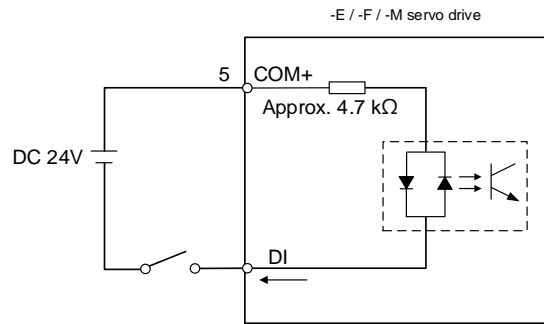 -E / -F / -M servo drive
5 COM+
Approx. 4.7 kΩ
DC 24V
DI